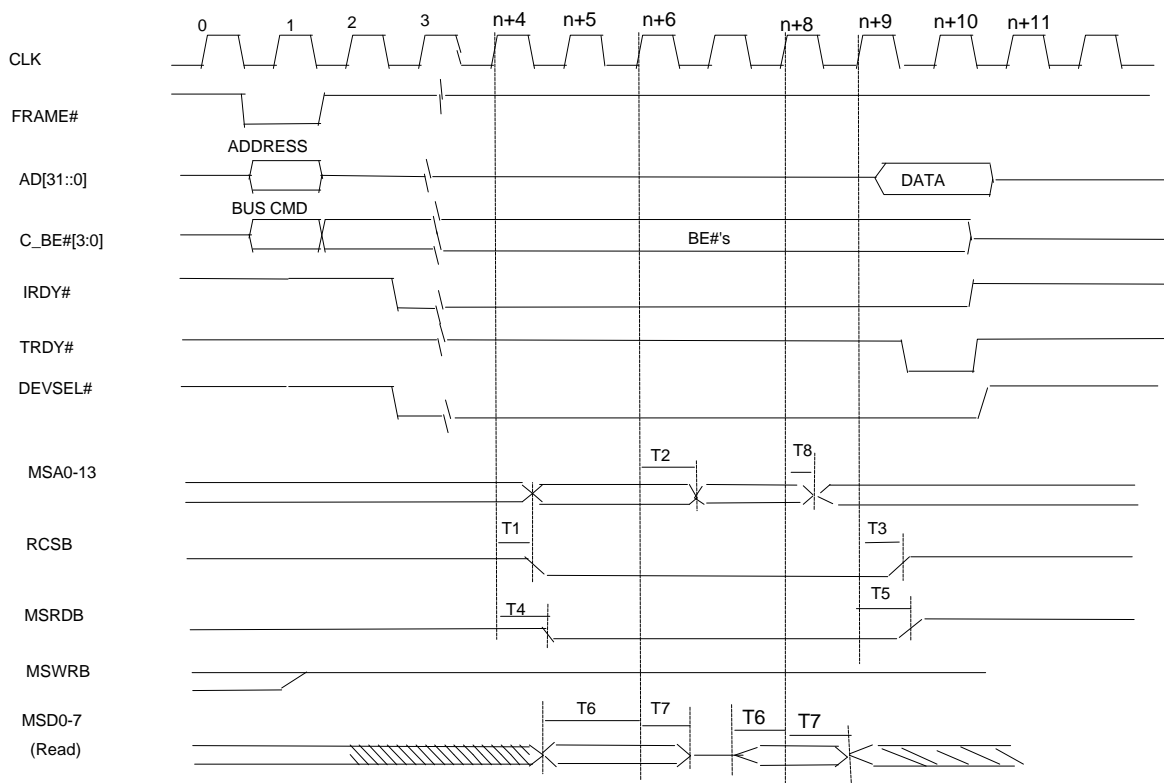 0 1 2 3 n+4 n+5 n+6 n+8 n+9 n+10 n+11
CLK
FRAME#
ADDRESS
AD[31::0]
DATA
BUS CMD
C_BE#[3:0]
BE#'s
IRDY#
TRDY#
DEVSEL#
T2
T8
MSA0-13
T1
T3
RCSB
T5
T4
MSRDB
MSWRB
MSD0-7
(Read)
T6 T7 T6 T7